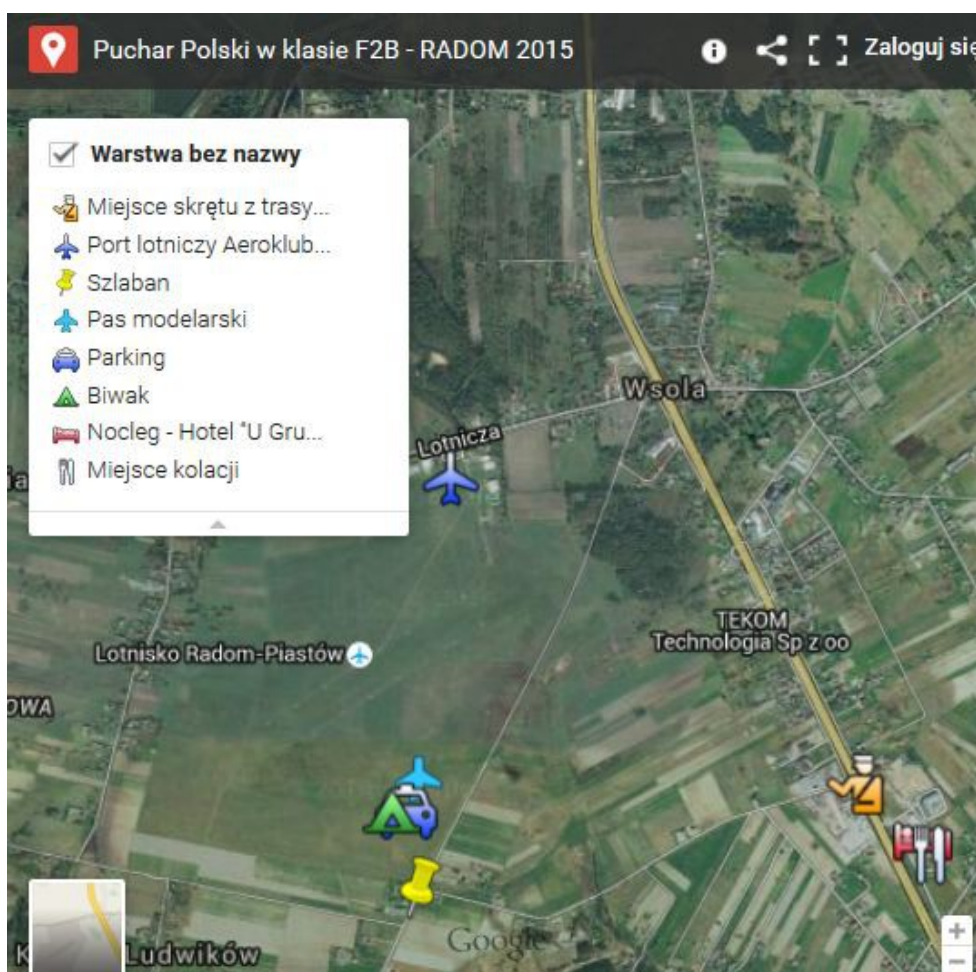 Puchar Polski w klasie F2B - RADOM 2015
Zaloguj się
Warstwa bez nazwy
Miejsce skrętu z trasy...
Port lotniczy Aeroklub...
Szlaban
Pas modelarski
Parking
Biwak
Nocleg - Hotel "U Gru...
Miejsce kolacji
Wsola
Lotnicza
TEKOM
Technologia Sp z oo
Lotnisko Radom-Piastów
OWA
Ludwików
Google